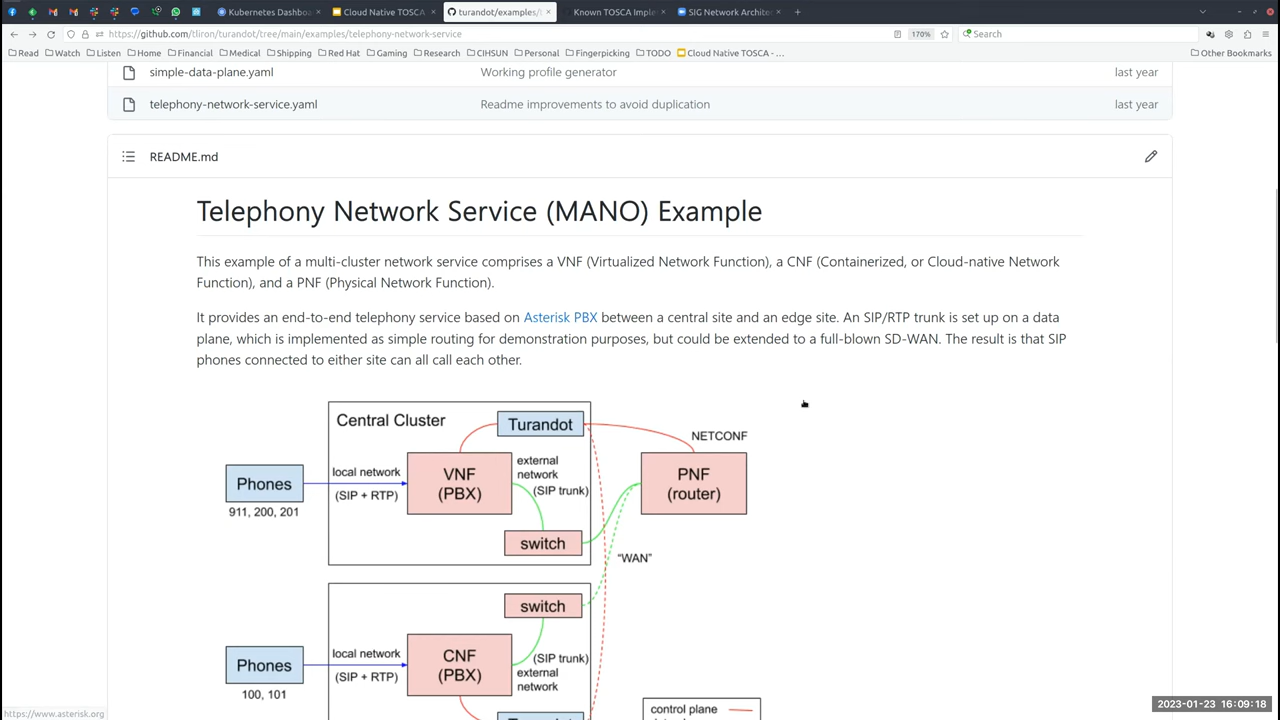 Kubernetes Dashboa
Cloud Native TOSCA
turandot/examples/t
Known TOSCA Imple
SIG Network Archite
https://github.com/tliron/turandot/tree/main/examples/telephony-network-service
170%
Search
Read
Watch
Listen
Home
Financial
Medical
Shipping
Red Hat
Gaming
Research
CIHSUN
Personal
Fingerpicking
TODO
Cloud Native TOSCA - ...
Other Bookmarks
simple-data-plane.yaml Working profile generator last year
telephony-network-service.yaml Readme improvements to avoid duplication last year
README.md
Telephony Network Service (MANO) Example
This example of a multi-cluster network service comprises a VNF (Virtualized Network Function), a CNF (Containerized, or Cloud-native Network
Function), and a PNF (Physical Network Function).
It provides an end-to-end telephony service based on Asterisk PBX between a central site and an edge site. An SIP/RTP trunk is set up on a data
plane, which is implemented as simple routing for demonstration purposes, but could be extended to a full-blown SD-WAN. The result is that SIP
phones connected to either site can all call each other.
Central Cluster
Turandot
NETCONF
Phones
911, 200, 201
local network
(SIP + RTP)
VNF
(PBX)
external
network
(SIP trunk)
PNF
(router)
switch
"WAN"
switch
Phones
100, 101
local network
(SIP + RTP)
CNF
(PBX)
(SIP trunk)
external
network
control plane
https://www.asterisk.org
2023-01-23 16:09:18